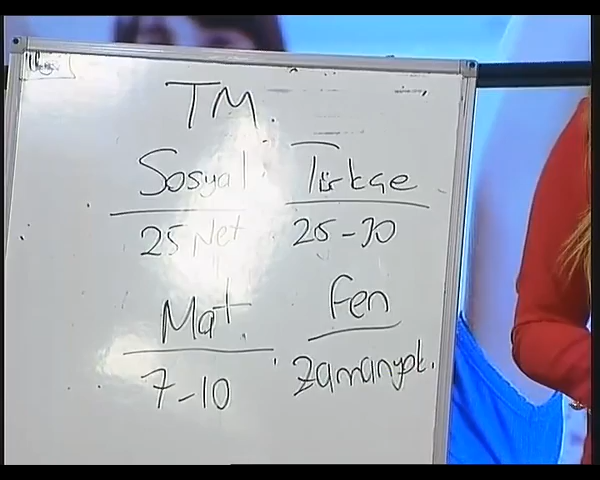 TM.
Sosyal Türkçe
25 Net 25-30
Mat. Fen
7-10 Zamanyok.